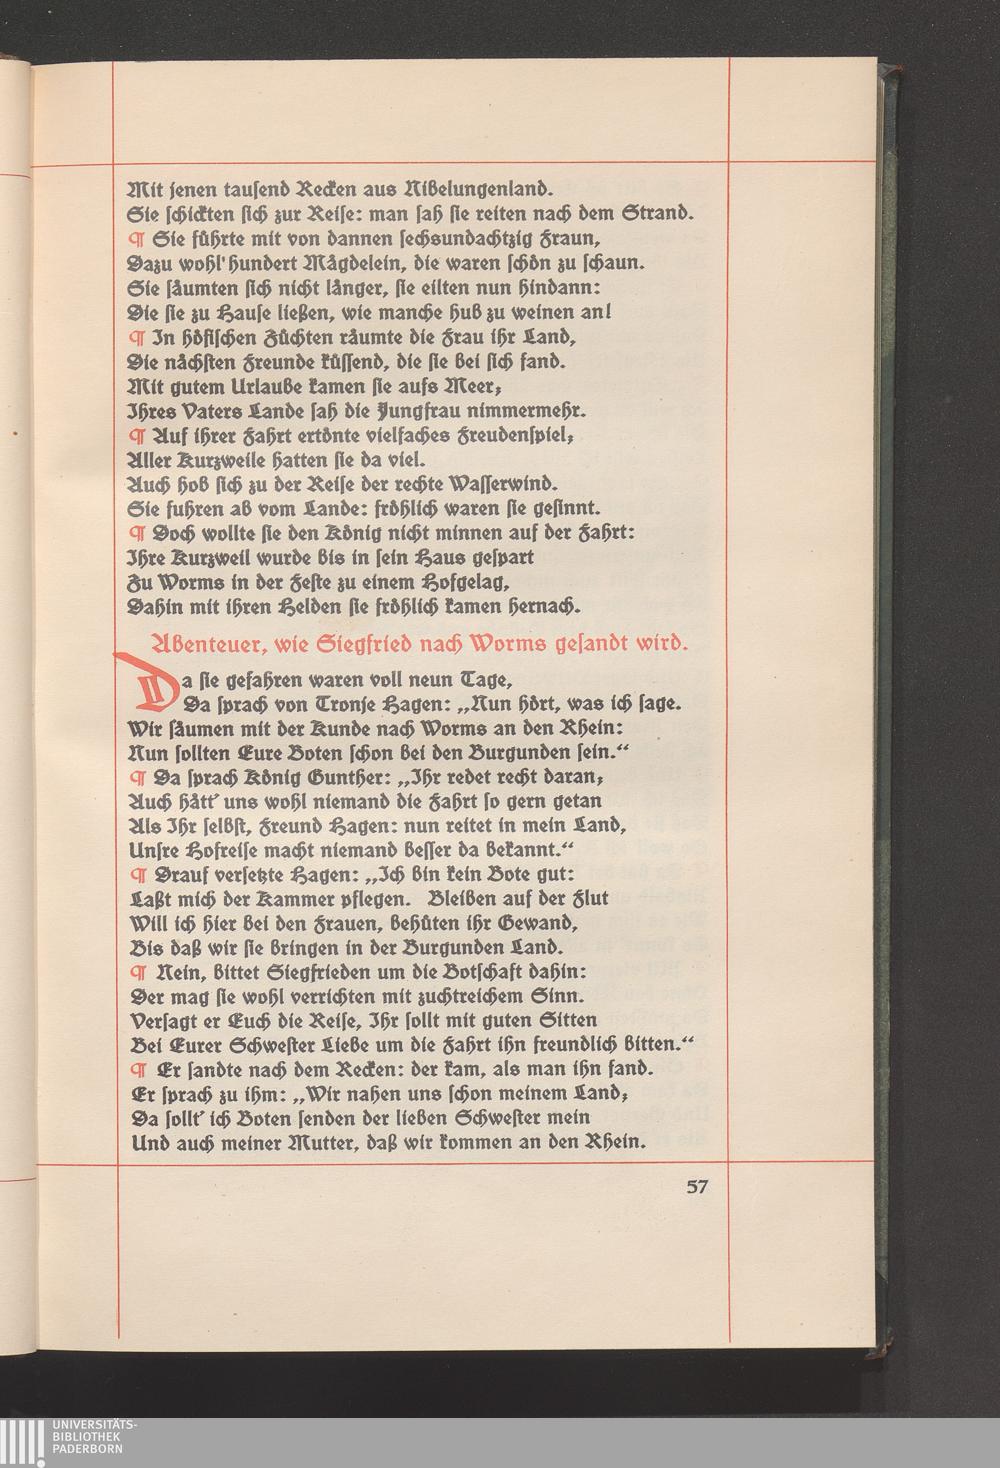 Mit jenen tausend Recken aus Nibelungenland.
Sie schickten sich zur Reise: man sah sie reiten nach dem Strand.
¶ Sie führte mit von dannen sechsundachtzig Fraun,
Dazu wohl' hundert Mägdelein, die waren schön zu schaun.
Sie säumten sich nicht länger, sie eilten nun hindann:
Die sie zu Hause ließen, wie manche hub zu weinen an!
¶ In höfischen Züchten räumte die Frau ihr Land,
Die nächsten Freunde küssend, die sie bei sich fand.
Mit gutem Urlaube kamen sie aufs Meer;
Ihres Vaters Lande sah die Jungfrau nimmermehr.
¶ Auf ihrer Fahrt ertönte vielfaches Freudenspiel;
Aller Kurzweile hatten sie da viel.
Auch hob sich zu der Reise der rechte Wasserwind.
Sie fuhren ab vom Lande: fröhlich waren sie gesinnt.
¶ Doch wollte sie den König nicht minnen auf der Fahrt:
Ihre Kurzweil wurde bis in sein Haus gespart
Zu Worms in der Feste zu einem Hofgelag,
Dahin mit ihren Helden sie fröhlich kamen hernach.
Abenteuer, wie Siegfried nach Worms gesandt wird.
Da sie gefahren waren voll neun Tage,
Da sprach von Tronje Hagen: „Nun hört, was ich sage.
Wir säumen mit der Kunde nach Worms an den Rhein:
Nun sollten Eure Boten schon bei den Burgunden sein.“
¶ Da sprach König Gunther: „Ihr redet recht daran;
Auch hätt' uns wohl niemand die Fahrt so gern getan
Als Ihr selbst, Freund Hagen: nun reitet in mein Land,
Unsre Hofreise macht niemand besser da bekannt.“
¶ Drauf versetzte Hagen: „Ich bin kein Bote gut:
Laßt mich der Kammer pflegen. Bleiben auf der Flut
Will ich hier bei den Frauen, behüten ihr Gewand,
Bis daß wir sie bringen in der Burgunden Land.
¶ Nein, bittet Siegfrieden um die Botschaft dahin:
Der mag sie wohl verrichten mit zuchtreichem Sinn.
Versagt er Euch die Reise, Ihr sollt mit guten Sitten
Bei Eurer Schwester Liebe um die Fahrt ihn freundlich bitten.“
¶ Er sandte nach dem Recken: der kam, als man ihn fand.
Er sprach zu ihm: „Wir nahen uns schon meinem Land;
Da sollt' ich Boten senden der lieben Schwester mein
Und auch meiner Mutter, daß wir kommen an den Rhein.
57
UNIVERSITÄTS-
BIBLIOTHEK
PADERBORN